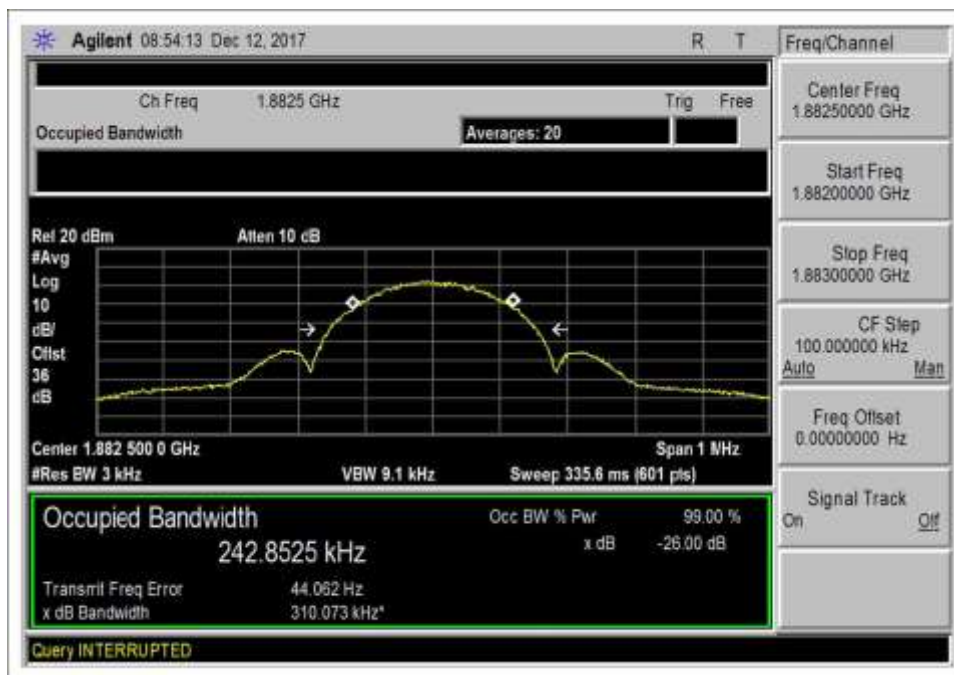 Agilent 08:54:13 Dec 12, 2017 R T
Freq/Channel
Ch Freq 1.8825 GHz Trig Free
Occupied Bandwidth Averages: 20
Center Freq
1.88250000 GHz
Start Freq
1.88200000 GHz
Stop Freq
1.88300000 GHz
CF Step
100.000000 kHz
Auto Man
Freq Offset
0.00000000 Hz
Signal Track
On Off
Ref 20 dBm Atten 10 dB
#Avg
Log
10
dB/
Offst
36
dB
Center 1.882 500 0 GHz Span 1 MHz
#Res BW 3 kHz VBW 9.1 kHz Sweep 335.6 ms (601 pts)
Occupied Bandwidth Occ BW % Pwr 99.00 %
242.8525 kHz x dB -26.00 dB
Transmit Freq Error 44.062 Hz
x dB Bandwidth 310.073 kHz*
Query INTERRUPTED